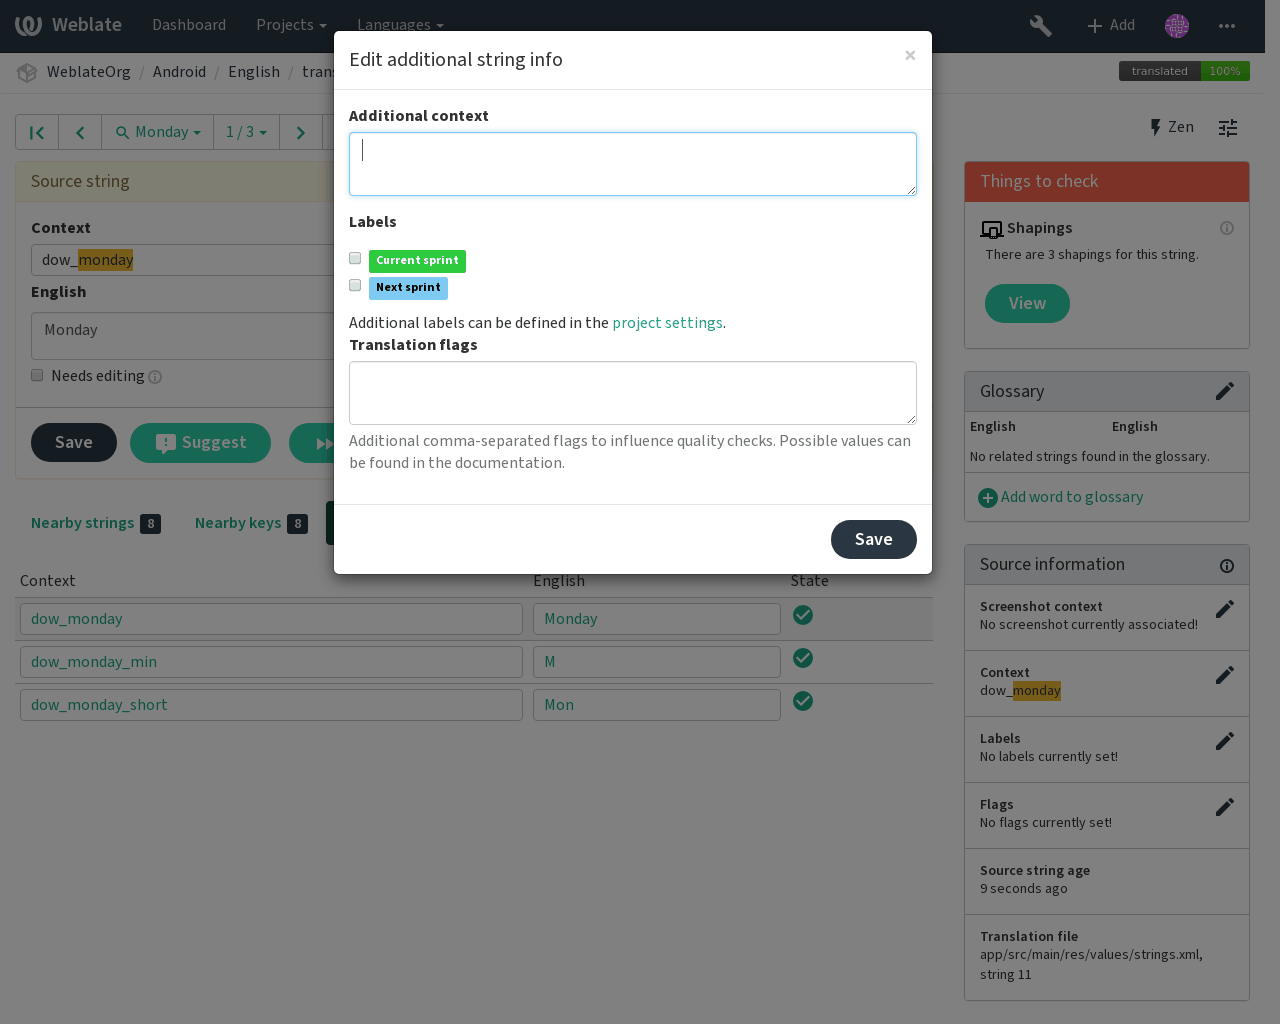 Weblate Dashboard Projects Languages Add
WeblateOrg / Android / English / trans
translated 100%
Monday 1 / 3
Zen
Edit additional string info ×
Additional context
Labels
Current sprint
Next sprint
Additional labels can be defined in the project settings.
Translation flags
Additional comma-separated flags to influence quality checks. Possible values can
be found in the documentation.
Save
Source string
Context
dow_monday
English
Monday
Needs editing
Save Suggest
Nearby strings 8 Nearby keys 8
Context English State
dow_monday Monday
dow_monday_min M
dow_monday_short Mon
Things to check
Shapings
There are 3 shapings for this string.
View
Glossary
English English
No related strings found in the glossary.
Add word to glossary
Source information
Screenshot context
No screenshot currently associated!
Context
dow_monday
Labels
No labels currently set!
Flags
No flags currently set!
Source string age
9 seconds ago
Translation file
app/src/main/res/values/strings.xml,
string 11